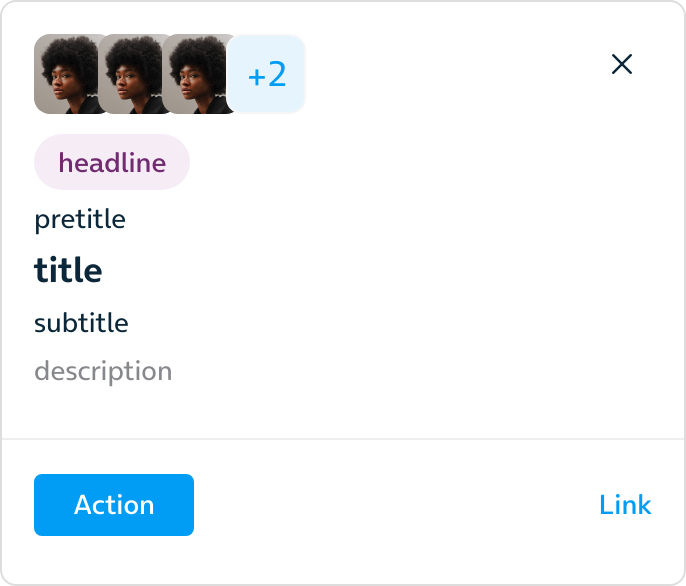 +2
headline
pretitle
title
subtitle
description
Action
Link